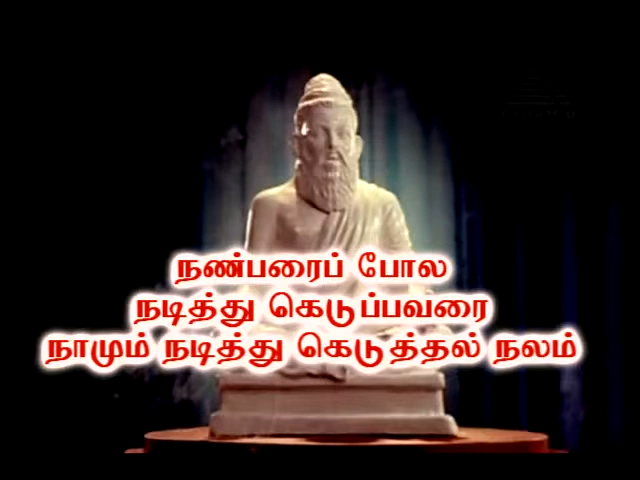 நண்பரைப் போல
நடித்து கெடுப்பவரை
நாமும் நடித்து கெடுத்தல் நலம்